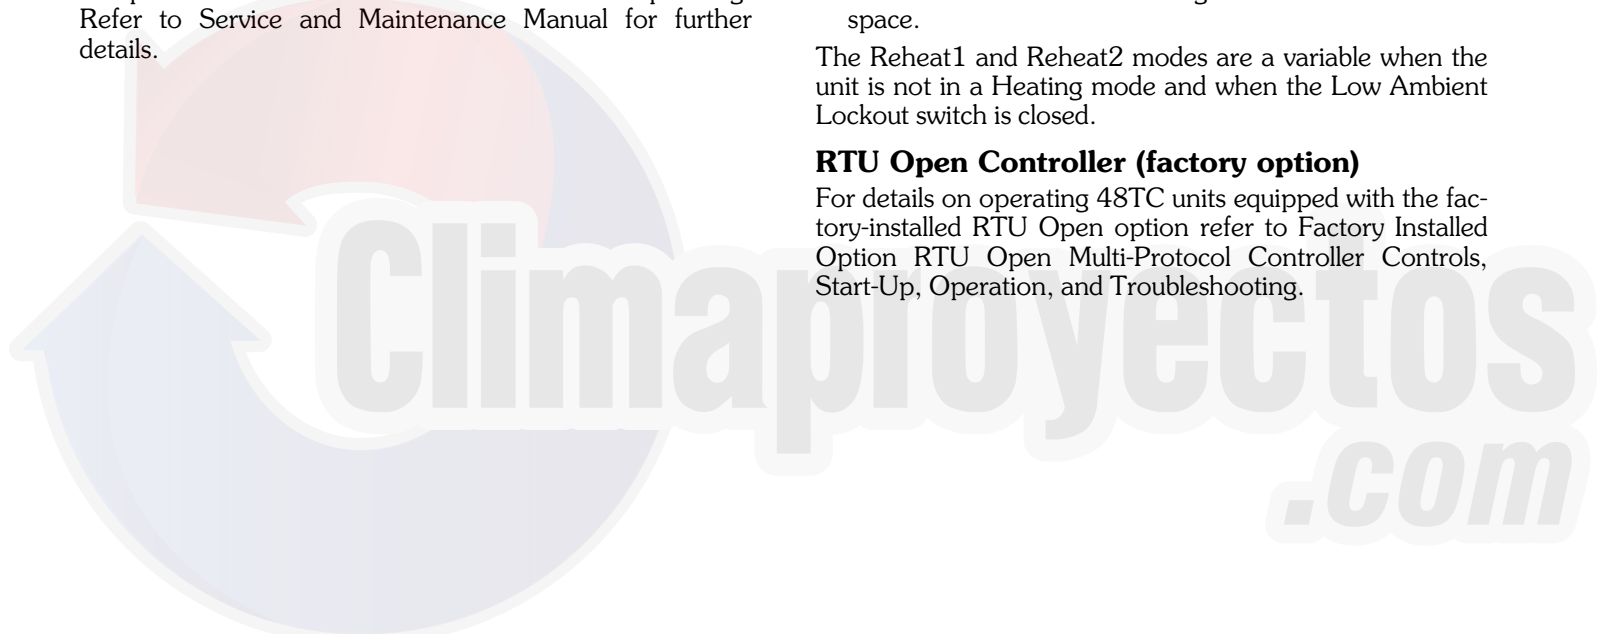 Refer to Service and Maintenance Manual for further
details.
space.
The Reheat1 and Reheat2 modes are a variable when the
unit is not in a Heating mode and when the Low Ambient
Lockout switch is closed.
RTU Open Controller (factory option)
For details on operating 48TC units equipped with the fac-
tory-installed RTU Open option refer to Factory Installed
Option RTU Open Multi-Protocol Controller Controls,
Start-Up, Operation, and Troubleshooting.
Climaproyectos
.com